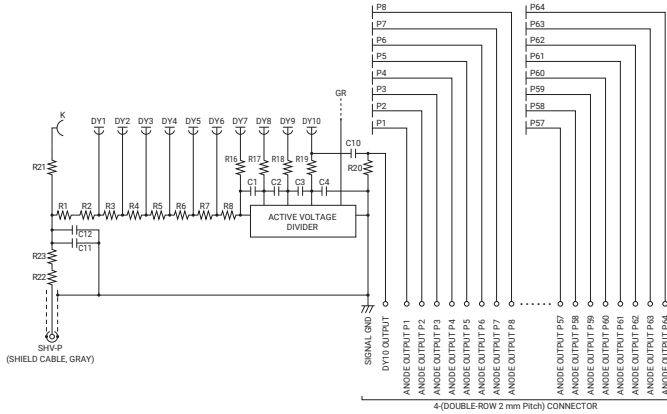 P8
P7
P6
P5
P4
P3
P2
P1
P64
P63
P62
P61
P60
P59
P58
P57
GR
K
DY1
DY2
DY3
DY4
DY5
DY6
DY7
DY8
DY9
DY10
C10
R21
R16
R17
R18
R19
R20
C1
C2
C3
C4
R1
R2
R3
R4
R5
R6
R7
R8
ACTIVE VOLTAGE
DIVIDER
C12
C11
R23
R22
SHV-P
(SHIELD CABLE, GRAY)
SIGNAL GND
DY10 OUTPUT
ANODE OUTPUT P1
ANODE OUTPUT P2
ANODE OUTPUT P3
ANODE OUTPUT P4
ANODE OUTPUT P5
ANODE OUTPUT P6
ANODE OUTPUT P7
ANODE OUTPUT P8
ANODE OUTPUT P57
ANODE OUTPUT P58
ANODE OUTPUT P59
ANODE OUTPUT P60
ANODE OUTPUT P61
ANODE OUTPUT P62
ANODE OUTPUT P63
ANODE OUTPUT P64
4-(DOUBLE-ROW 2 mm Pitch) CONNECTOR